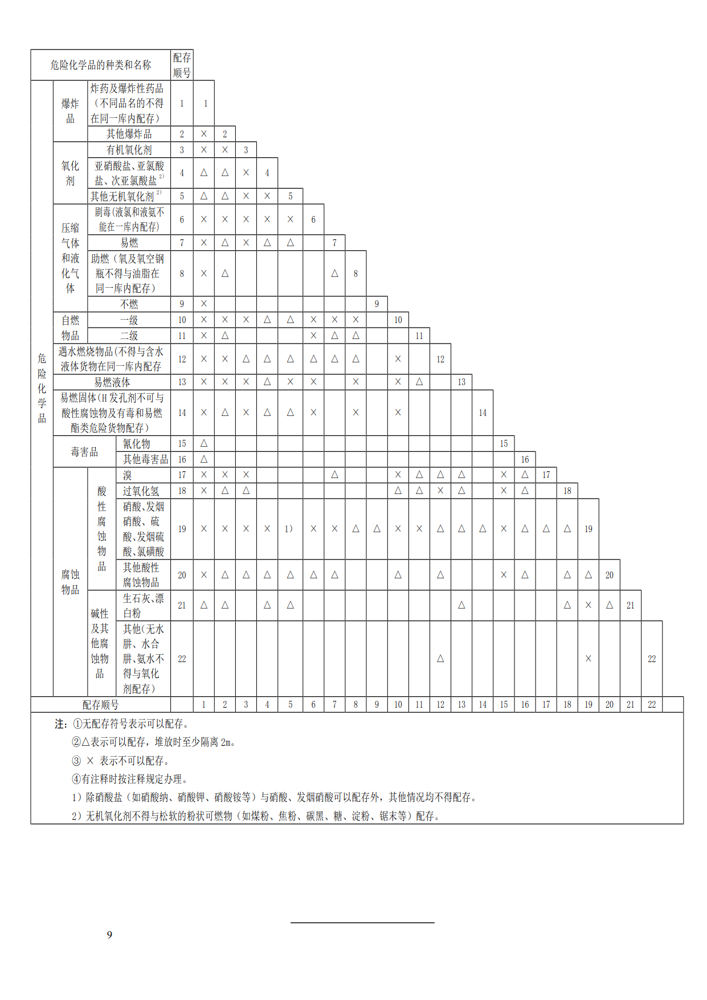 危险化学品的种类和名称 配存
顺号
危
险
化
学
品
爆炸
品
炸药及爆炸性药品
（不同品名的不得
在同一库内配存）
1 1
其他爆炸品 2 × 2
氧化
剂
有机氧化剂 3 × × 3
亚硝酸盐、亚氯酸
盐、次亚氯酸盐2）
4 △ △ × 4
其他无机氧化剂2） 5 △ △ × × 5
压缩
气体
和液
化气
体
剧毒(液氯和液氨不
能在一库内配存)
6 × × × × × 6
易燃 7 × △ × △ △ 7
助燃（氧及氧空钢
瓶不得与油脂在
同一库内配存）
8 × △ △ 8
不燃 9 × 9
自燃
物品
一级 10 × × × △ △ × × × 10
二级 11 × △ × △ △ 11
遇水燃烧物品(不得与含水
液体货物在同一库内配存
12 × × △ △ △ △ △ △ × 12
易燃液体 13 × × × △ × × × × △ 13
易燃固体(H 发孔剂不可与
酸性腐蚀物及有毒和易燃
酯类危险货物配存）
14 × △ × △ △ × × × 14
毒害品
氰化物 15 △ 15
其他毒害品 16 △ 16
腐蚀
物品
酸
性
腐
蚀
物
品
溴 17 × × × △ × △ △ △ × △ 17
过氧化氢 18 × △ △ △ △ × △ × △ 18
硝酸、发烟
硝酸、硫
酸、发烟硫
酸、氯磺酸
19 × × × × 1） × × △ △ × × △ △ △ × △ △ △ 19
其他酸性
腐蚀物品
20 × △ △ △ △ △ △ △ △ × △ △ △ 20
碱性
及其
他腐
蚀物
品
生石灰、漂
白粉
21 △ △ △ △ △ △ × △ 21
其他(无水
肼、水合
肼、氨水不
得与氧化
剂配存）
22 △ × 22
配存顺号 1 2 3 4 5 6 7 8 9 10 11 12 13 14 15 16 17 18 19 20 21 22
注：①无配存符号表示可以配存。
②△表示可以配存，堆放时至少隔离 2m。
③ × 表示不可以配存。
④有注释时按注释规定办理。
1）除硝酸盐（如硝酸纳、硝酸钾、硝酸铵等）与硝酸、发烟硝酸可以配存外，其他情况均不得配存。
2）无机氧化剂不得与松软的粉状可燃物（如煤粉、焦粉、碳黑、糖、淀粉、锯末等）配存。
9